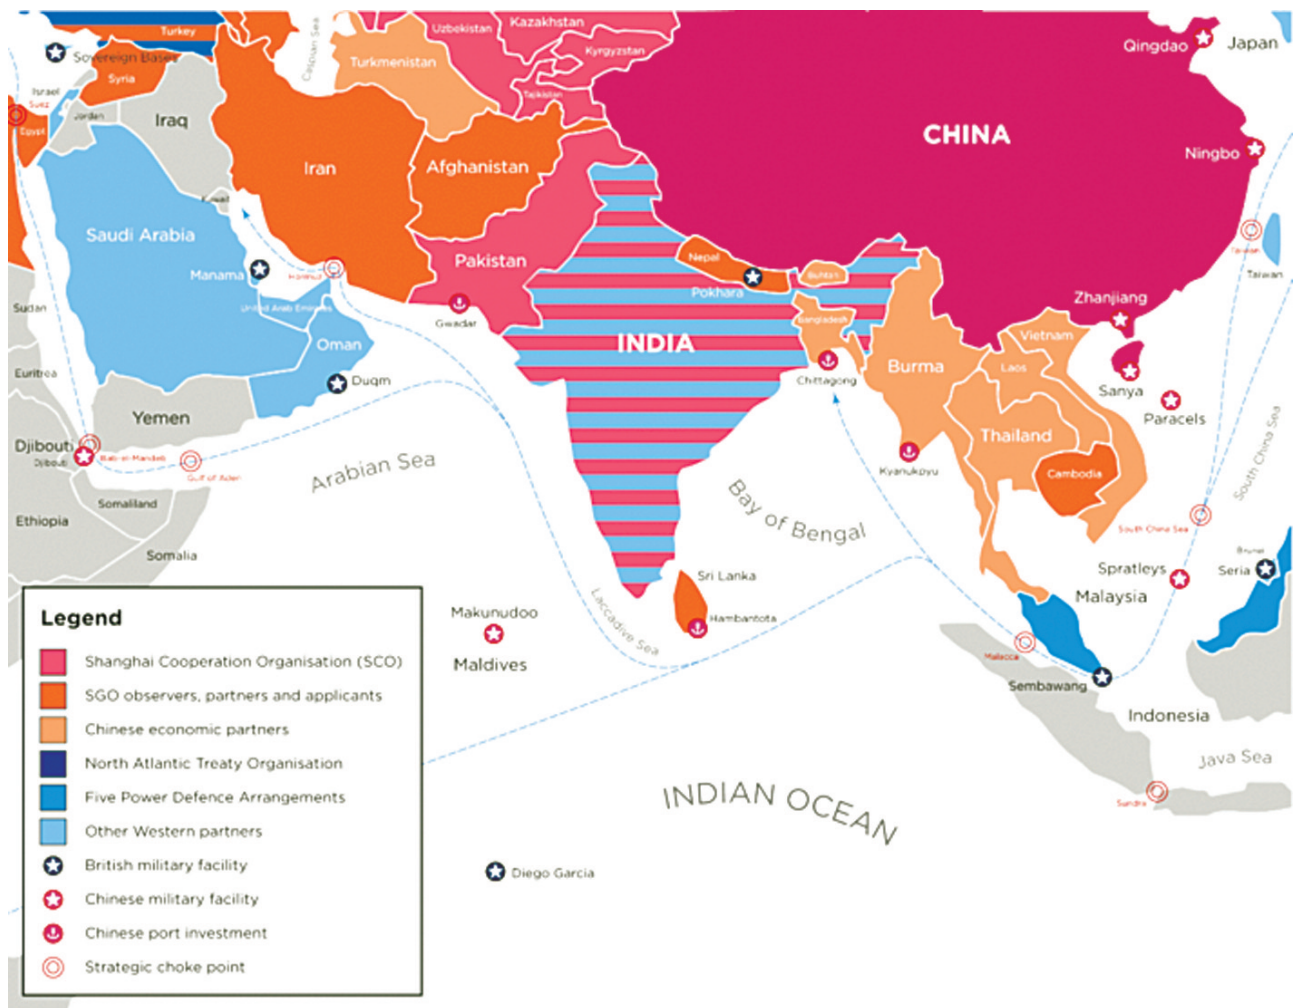 Turkey
Caspian Sea
Uzbekistan
Kazakhstan
Kyrgyzstan
Tajikistan
Turkmenistan
Qingdao
Japan
Sovereign Bases
Syria
Israel
Suez
Jordan
Egypt
Iraq
Iran
Afghanistan
CHINA
Ningbo
Kuwait
Saudi Arabia
Manama
Hormuz
Pakistan
Nepal
Pokhara
Buhtan
Taiwan
Taiwan
United Arab Emirates
Gwadar
Sudan
Oman
INDIA
Bangladesh
Zhanjiang
Vietnam
Laos
Burma
Euritrea
Duqm
Chittagong
Sanya
Paracels
Yemen
Djibouti
Djibouti
Bab-el-Mandeb
Gulf of Aden
Arabian Sea
Thailand
Cambodia
Kyanukpyu
South China Sea
Somaliland
Ethiopia
Somalia
Bay of Bengal
South China Sea
Brunei
Seria
Spratleys
Malaysia
Sri Lanka
Hambantota
Laccadive Sea
Makunudoo
Maldives
Malacca
Sembawang
Indonesia
Java Sea
Sundra
INDIAN OCEAN
Diego Garcia
Legend
Shanghai Cooperation Organisation (SCO)
SGO observers, partners and applicants
Chinese economic partners
North Atlantic Treaty Organisation
Five Power Defence Arrangements
Other Western partners
British military facility
Chinese military facility
Chinese port investment
Strategic choke point